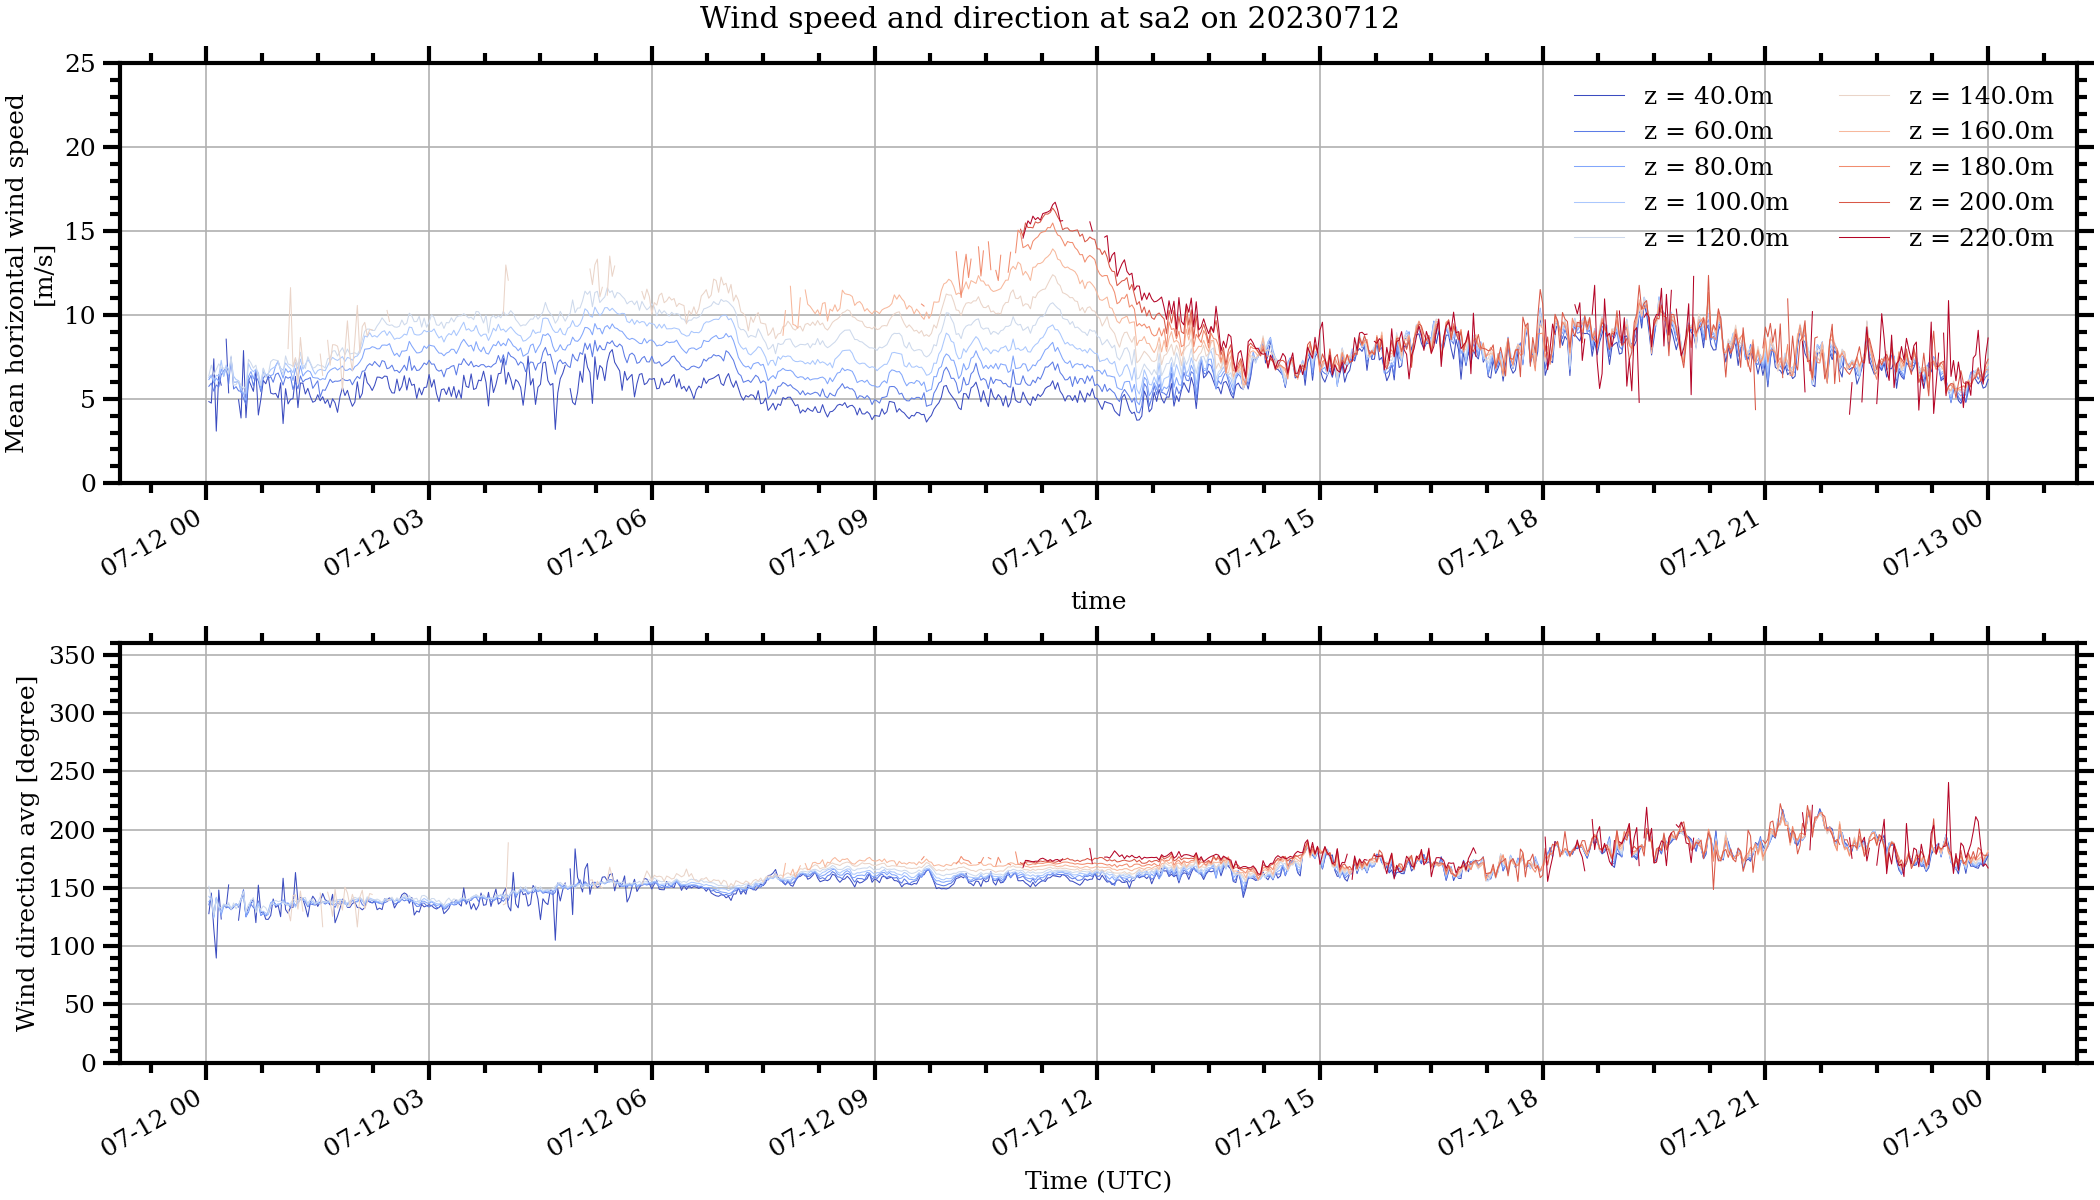 Wind speed and direction at sa2 on 20230712
Mean horizontal wind speed
[m/s]
25
20
15
10
5
0
z = 40.0m
z = 60.0m
z = 80.0m
z = 100.0m
z = 120.0m
z = 140.0m
z = 160.0m
z = 180.0m
z = 200.0m
z = 220.0m
07-12 00
07-12 03
07-12 06
07-12 09
07-12 12
07-12 15
07-12 18
07-12 21
07-13 00
time
Wind direction avg [degree]
350
300
250
200
150
100
50
0
07-12 00
07-12 03
07-12 06
07-12 09
07-12 12
07-12 15
07-12 18
07-12 21
07-13 00
Time (UTC)